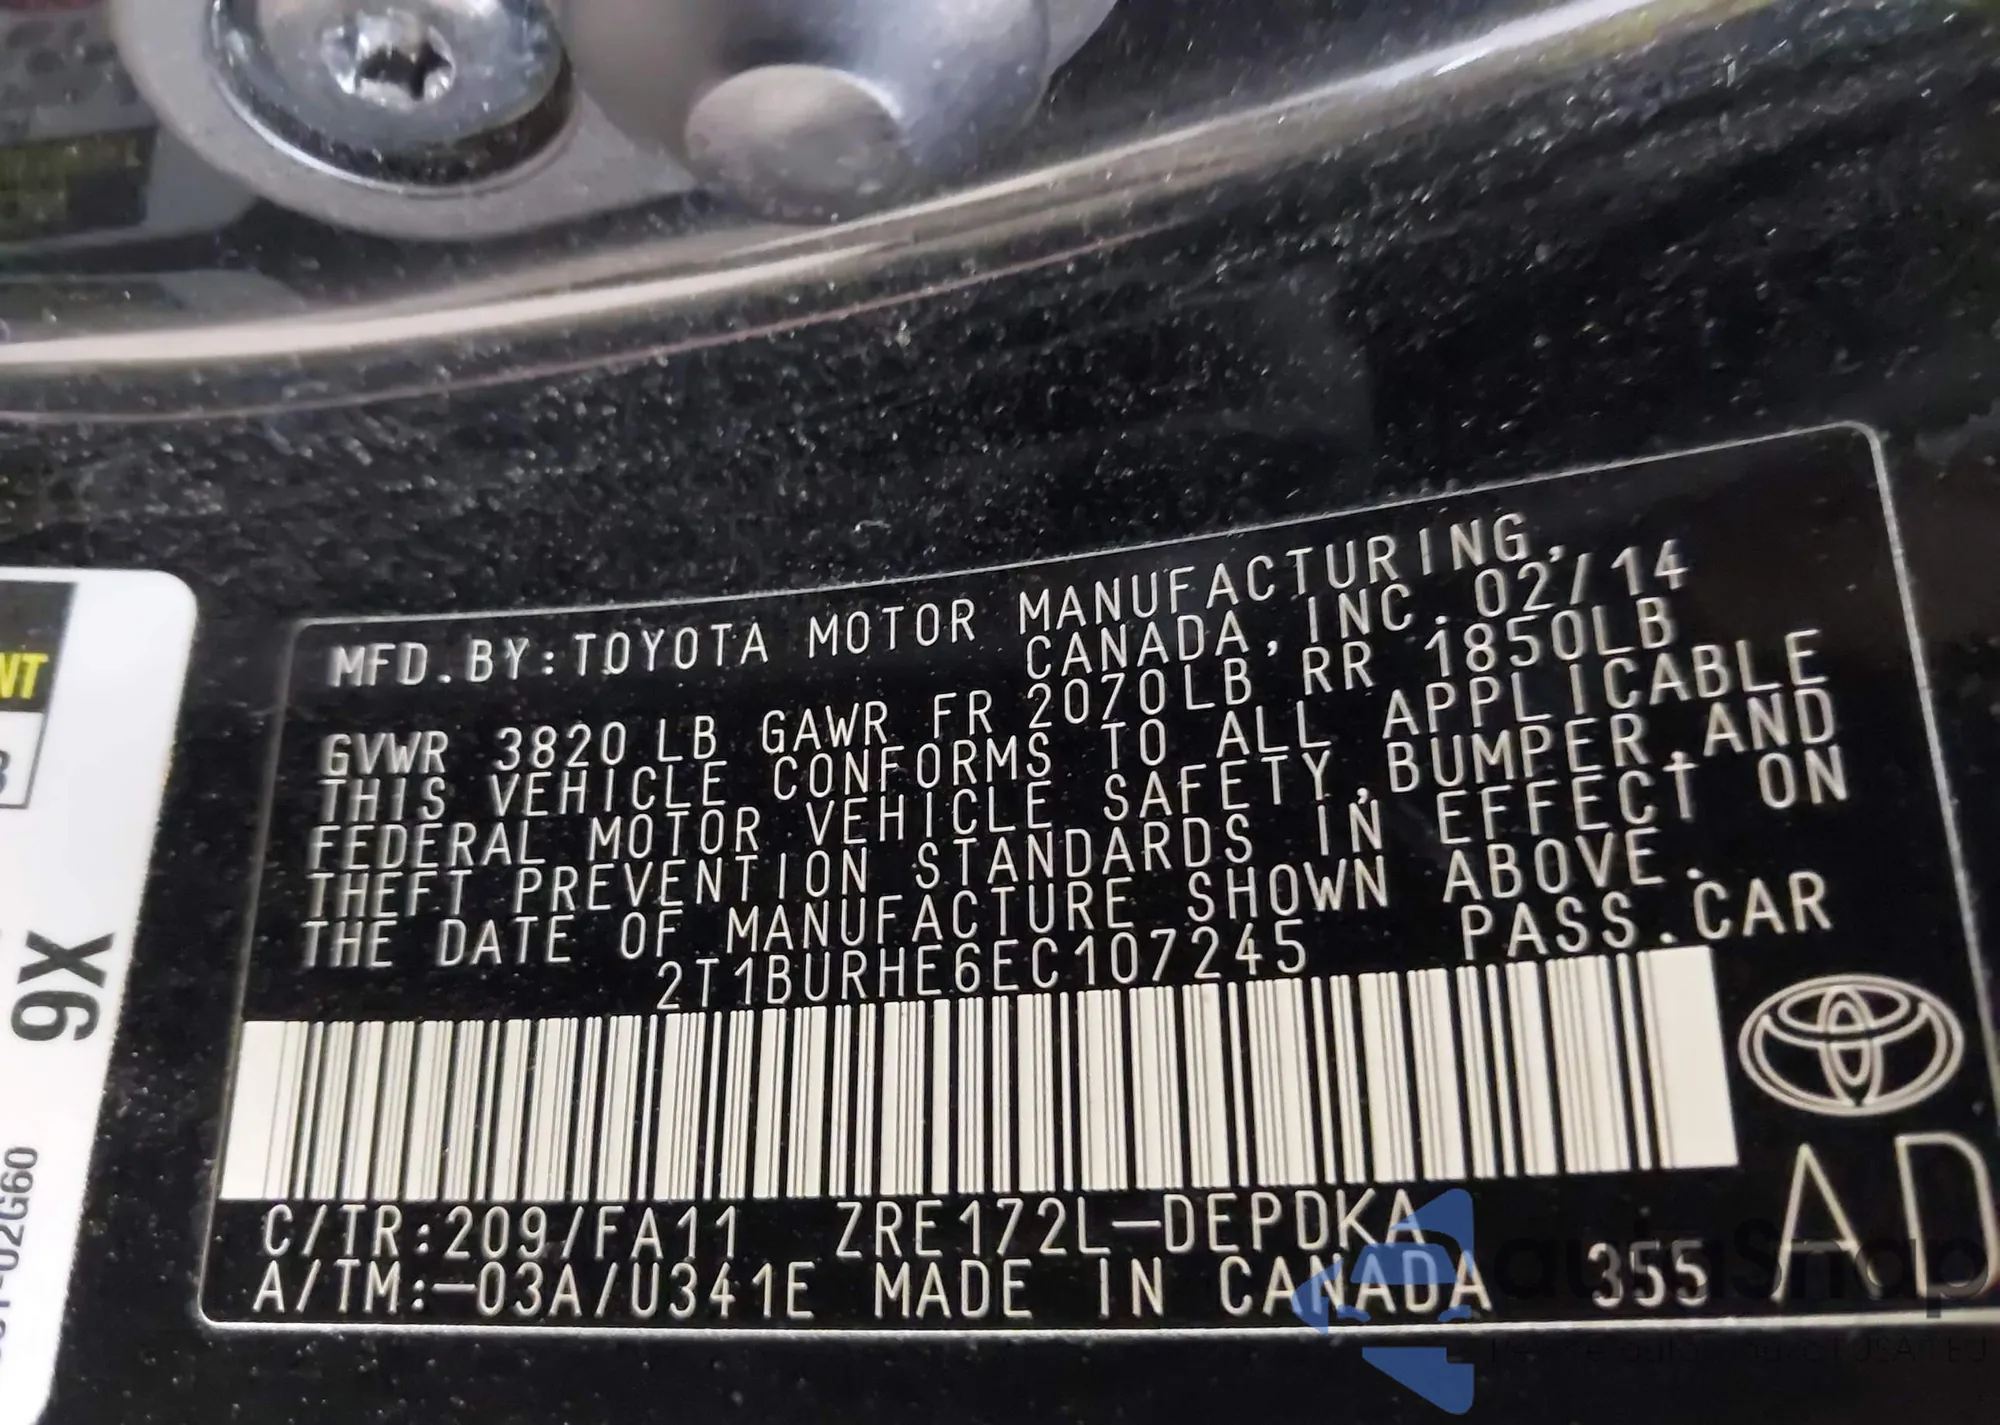 MFD.BY:TOYOTA MOTOR MANUFACTURING,
CANADA,INC. 02/14
GVWR 3820 LB GAWR FR 2070LB RR 1850LB
THIS VEHICLE CONFORMS TO ALL APPLICABLE
FEDERAL MOTOR VEHICLE SAFETY,BUMPER,AND
THEFT PREVENTION STANDARDS IN EFFECT ON
THE DATE OF MANUFACTURE SHOWN ABOVE.
2T1BURHE6EC107245 PASS.CAR
C/TR:209/FA11 ZRE172L-DEPDKA
A/TM:-03A/U341E MADE IN CANADA 355 AD
NT
9X